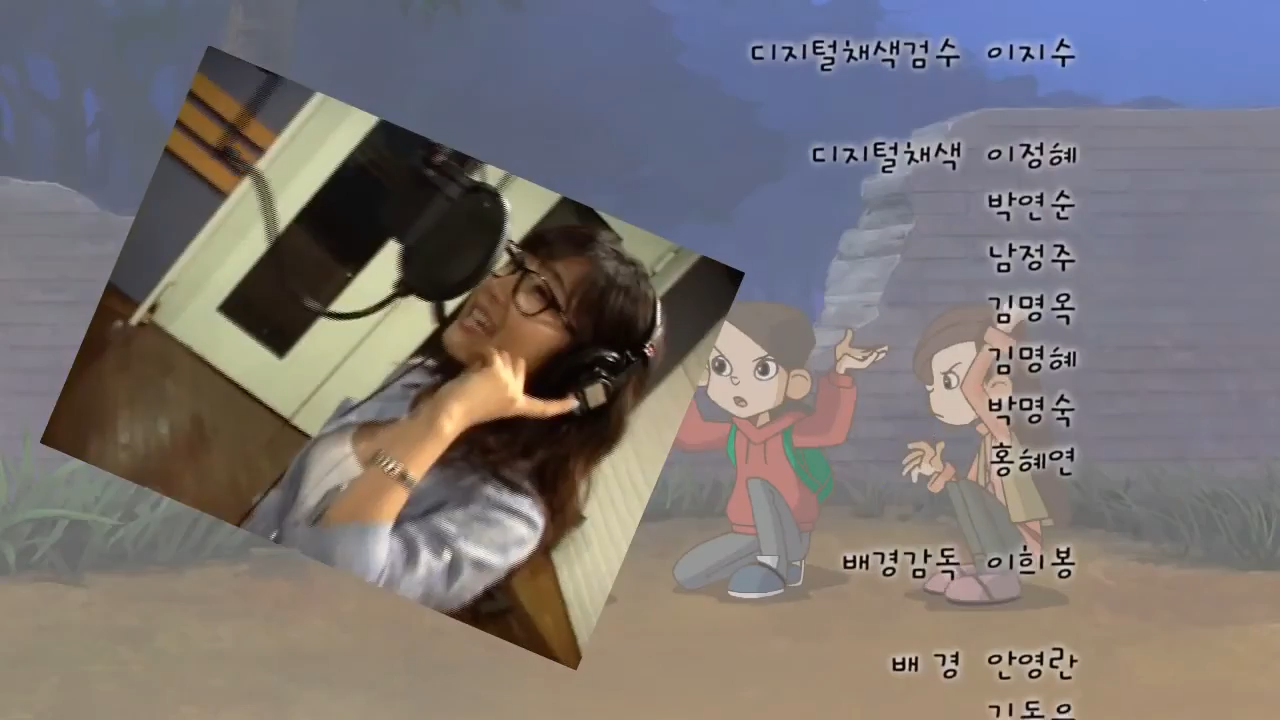 디지털채색검수 이지수
디지털채색 이정혜
박연순
남정주
김명옥
김명혜
박명숙
홍혜연
배경감독 이희봉
배 경 안영란